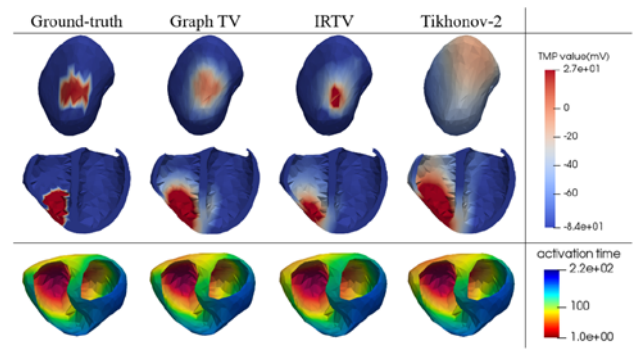 Ground-truth Graph TV IRTV Tikhonov-2
TMP value(mV)
2.7e+01
0
-20
-40
-60
-8.4e+01
activation time
2.2e+02
100
1.0e+00